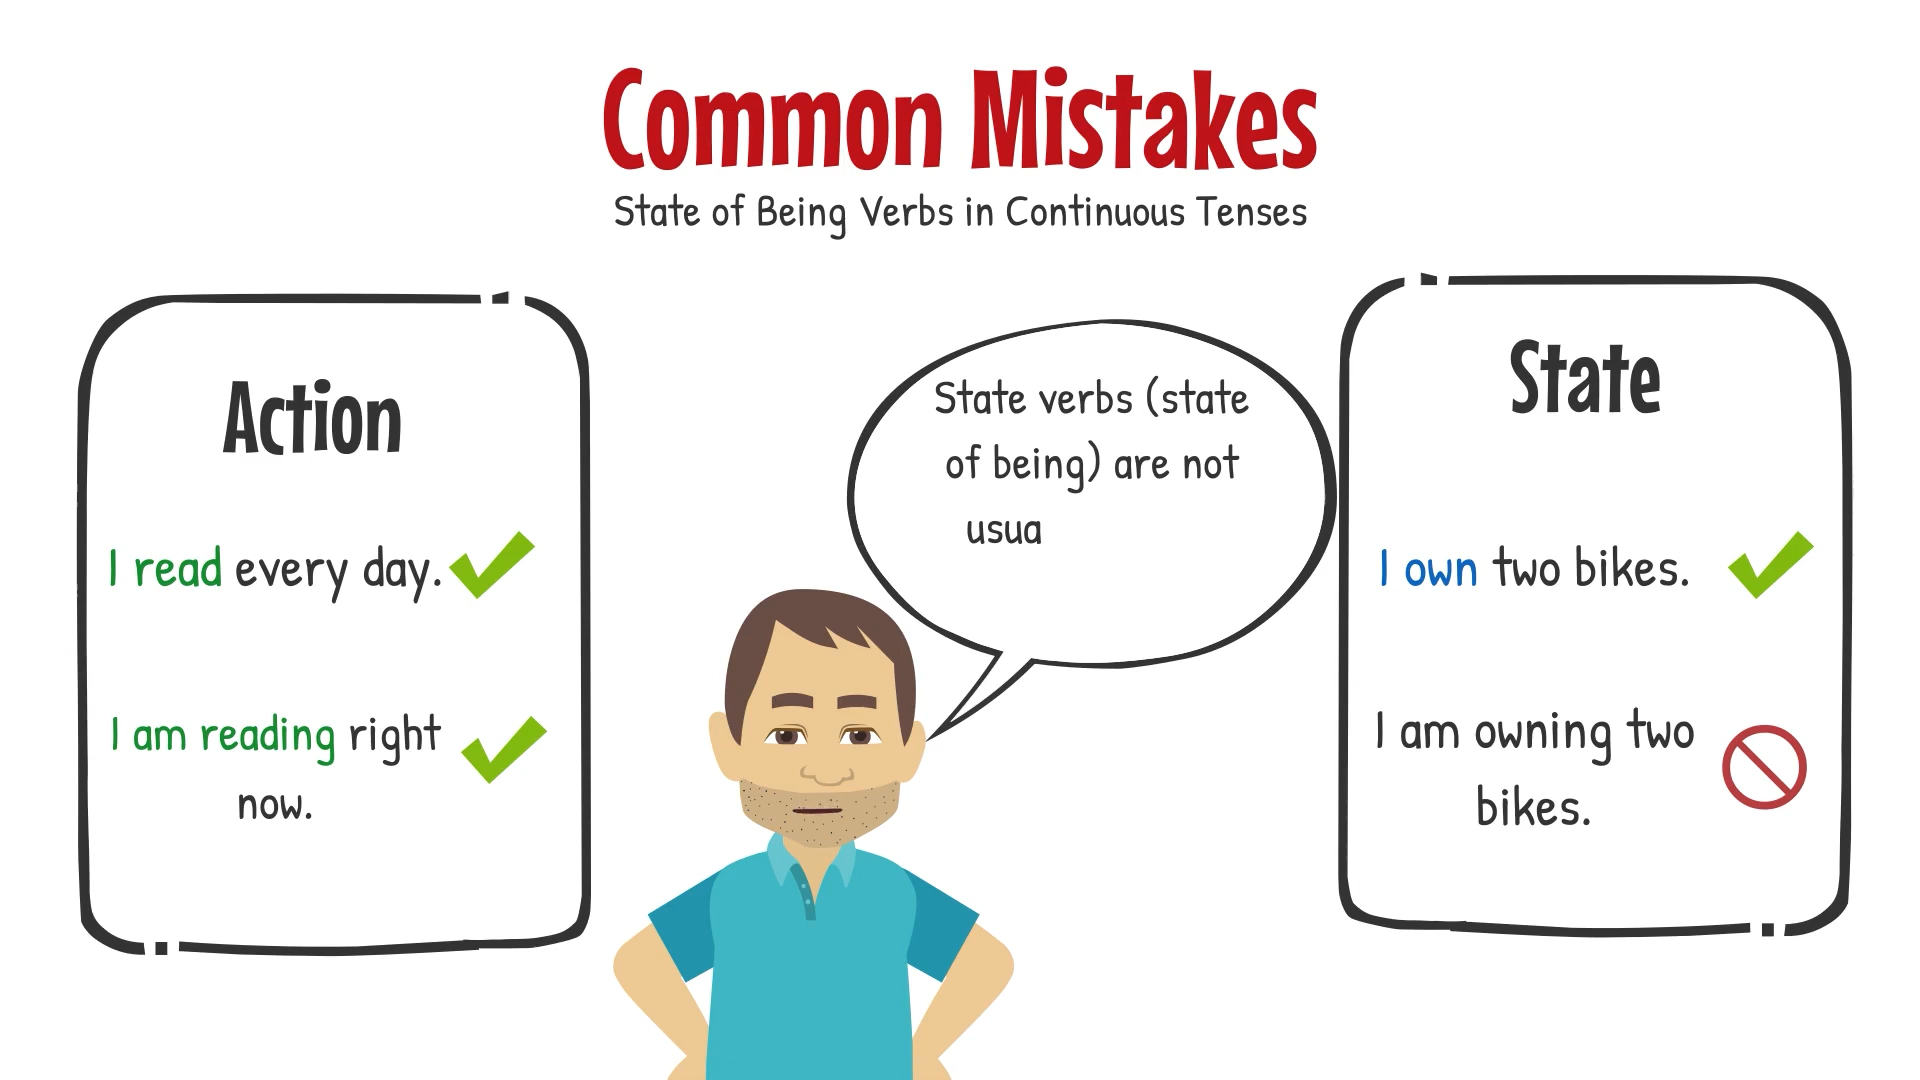 Common Mistakes
State of Being Verbs in Continuous Tenses
Action
I read every day.
I am reading right
now.
State verbs (state
of being) are not
usua
State
I own two bikes.
I am owning two
bikes.